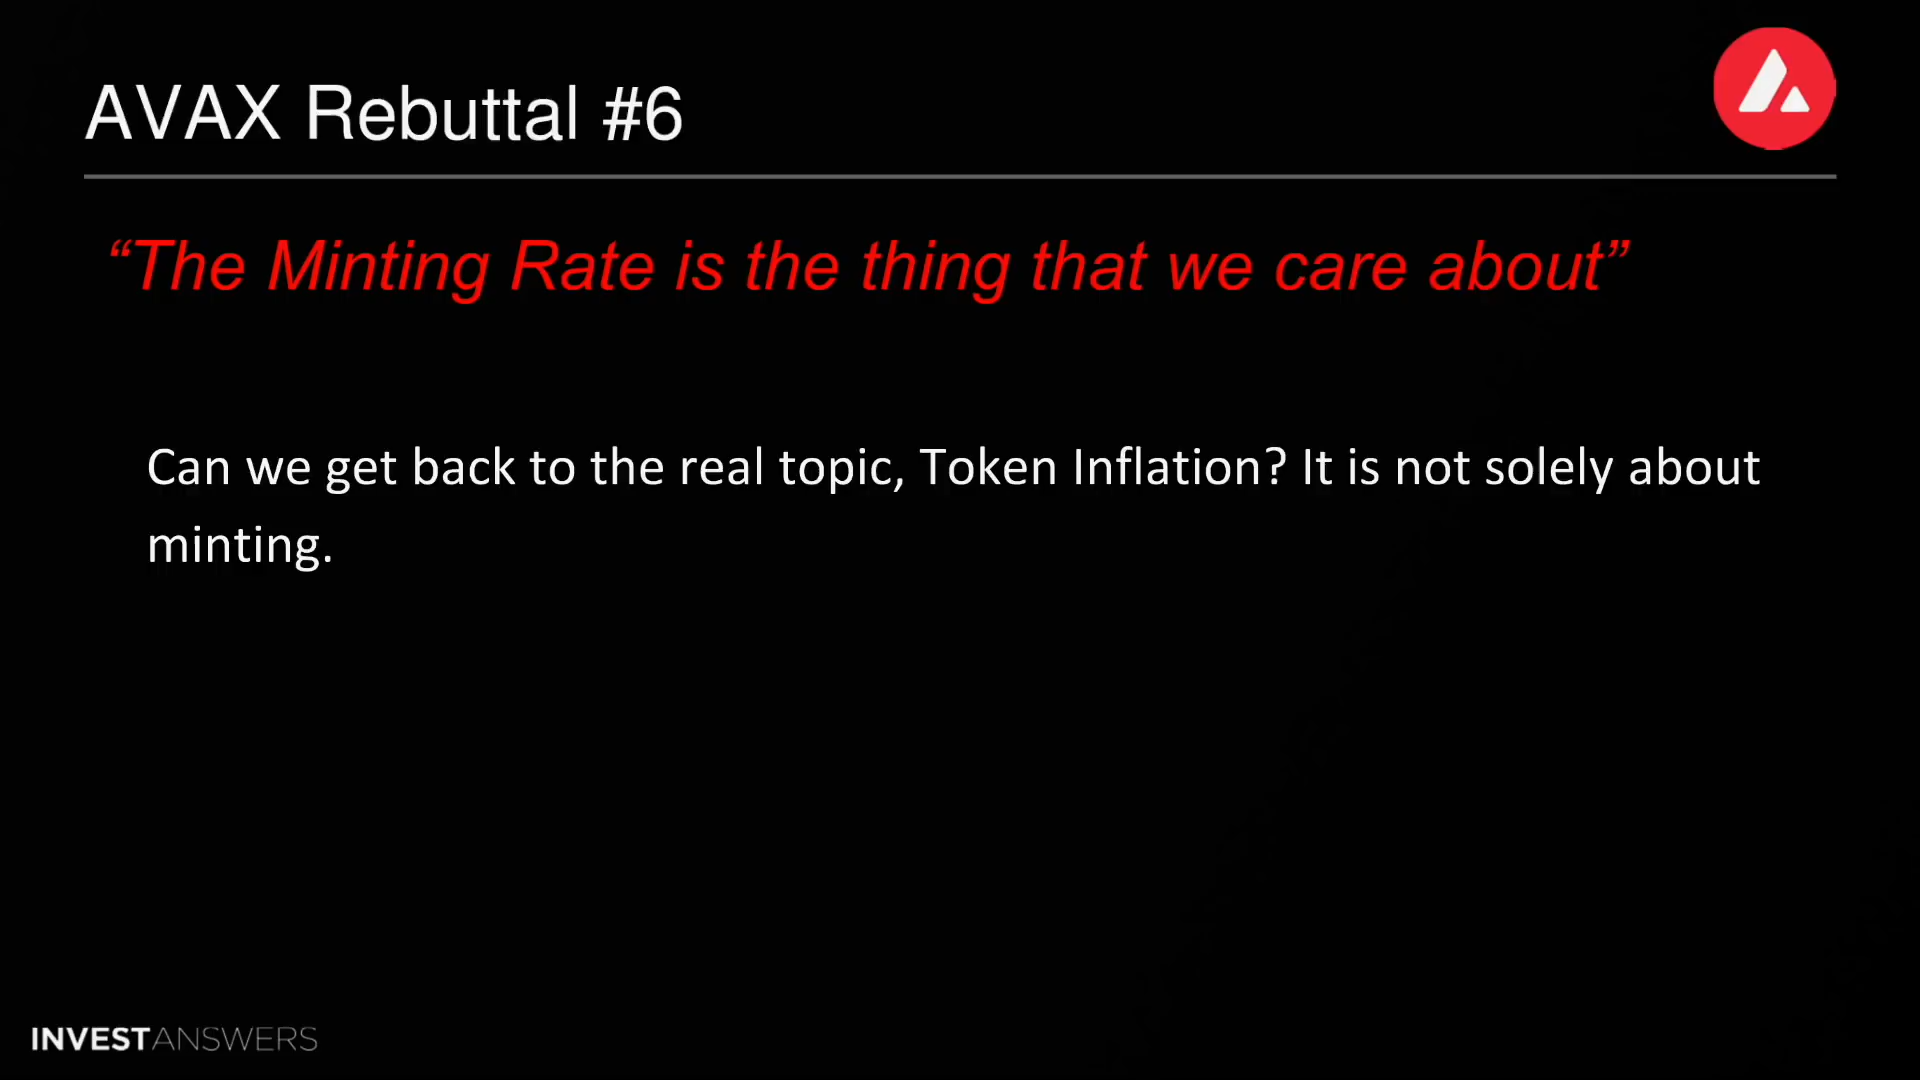 AVAX Rebuttal #6
“The Minting Rate is the thing that we care about”
Can we get back to the real topic, Token Inflation? It is not solely about
minting.
INVESTANSWERS